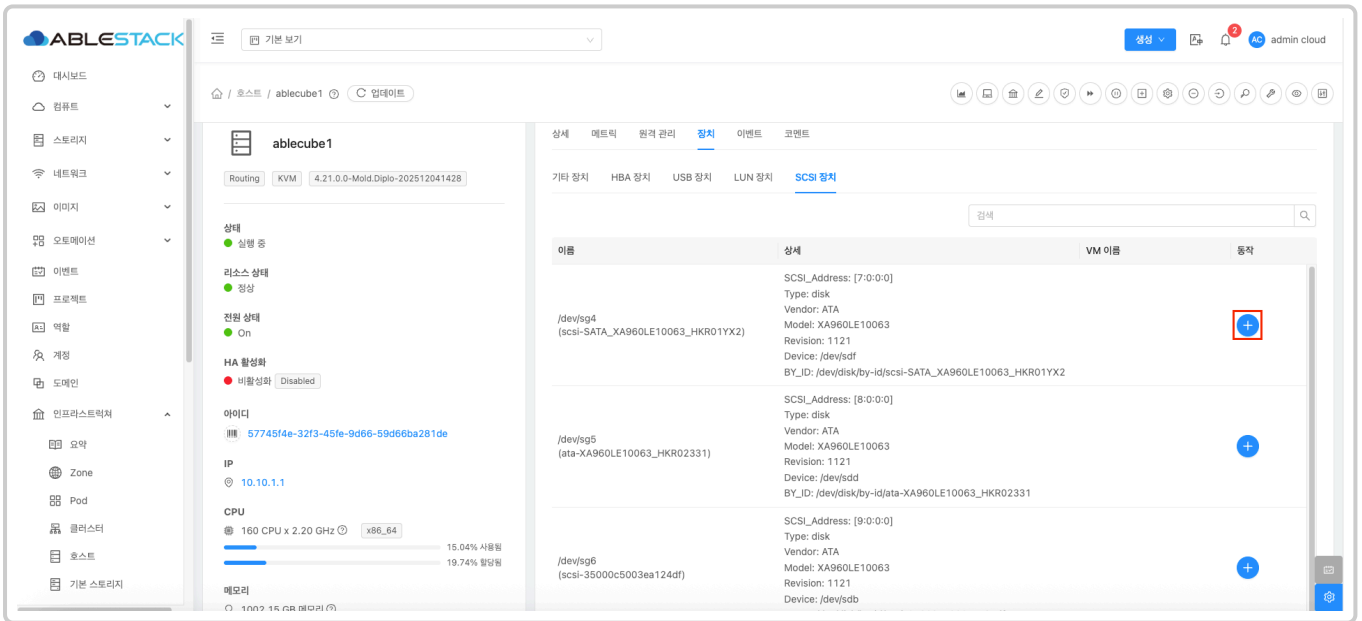 ABLESTACK
기본 보기
생성
2
AC
admin cloud
대시보드
컴퓨트
스토리지
네트워크
이미지
오토메이션
이벤트
프로젝트
역할
계정
도메인
인프라스트럭쳐
요약
Zone
Pod
클러스터
호스트
기본 스토리지
/ 호스트 / ablecube1
업데이트
ablecube1
Routing
KVM
4.21.0.0-Mold.Diplo-202512041428
상태
실행 중
리소스 상태
정상
전원 상태
On
HA 활성화
비활성화 Disabled
아이디
57745f4e-32f3-45fe-9d66-59d66ba281de
IP
10.10.1.1
CPU
160 CPU x 2.20 GHz
x86_64
15.04% 사용됨
19.74% 할당됨
메모리
1002.15 GB 메모리
상세 메트릭 원격 관리 장치 이벤트 코멘트
기타 장치 HBA 장치 USB 장치 LUN 장치 SCSI 장치
검색
이름 상세 VM 이름 동작
/dev/sg4
(scsi-SATA_XA960LE10063_HKR01YX2)
SCSI_Address: [7:0:0:0]
Type: disk
Vendor: ATA
Model: XA960LE10063
Revision: 1121
Device: /dev/sdf
BY_ID: /dev/disk/by-id/scsi-SATA_XA960LE10063_HKR01YX2
/dev/sg5
(ata-XA960LE10063_HKR02331)
SCSI_Address: [8:0:0:0]
Type: disk
Vendor: ATA
Model: XA960LE10063
Revision: 1121
Device: /dev/sdd
BY_ID: /dev/disk/by-id/ata-XA960LE10063_HKR02331
/dev/sg6
(scsi-35000c5003ea124df)
SCSI_Address: [9:0:0:0]
Type: disk
Vendor: ATA
Model: XA960LE10063
Revision: 1121
Device: /dev/sdb